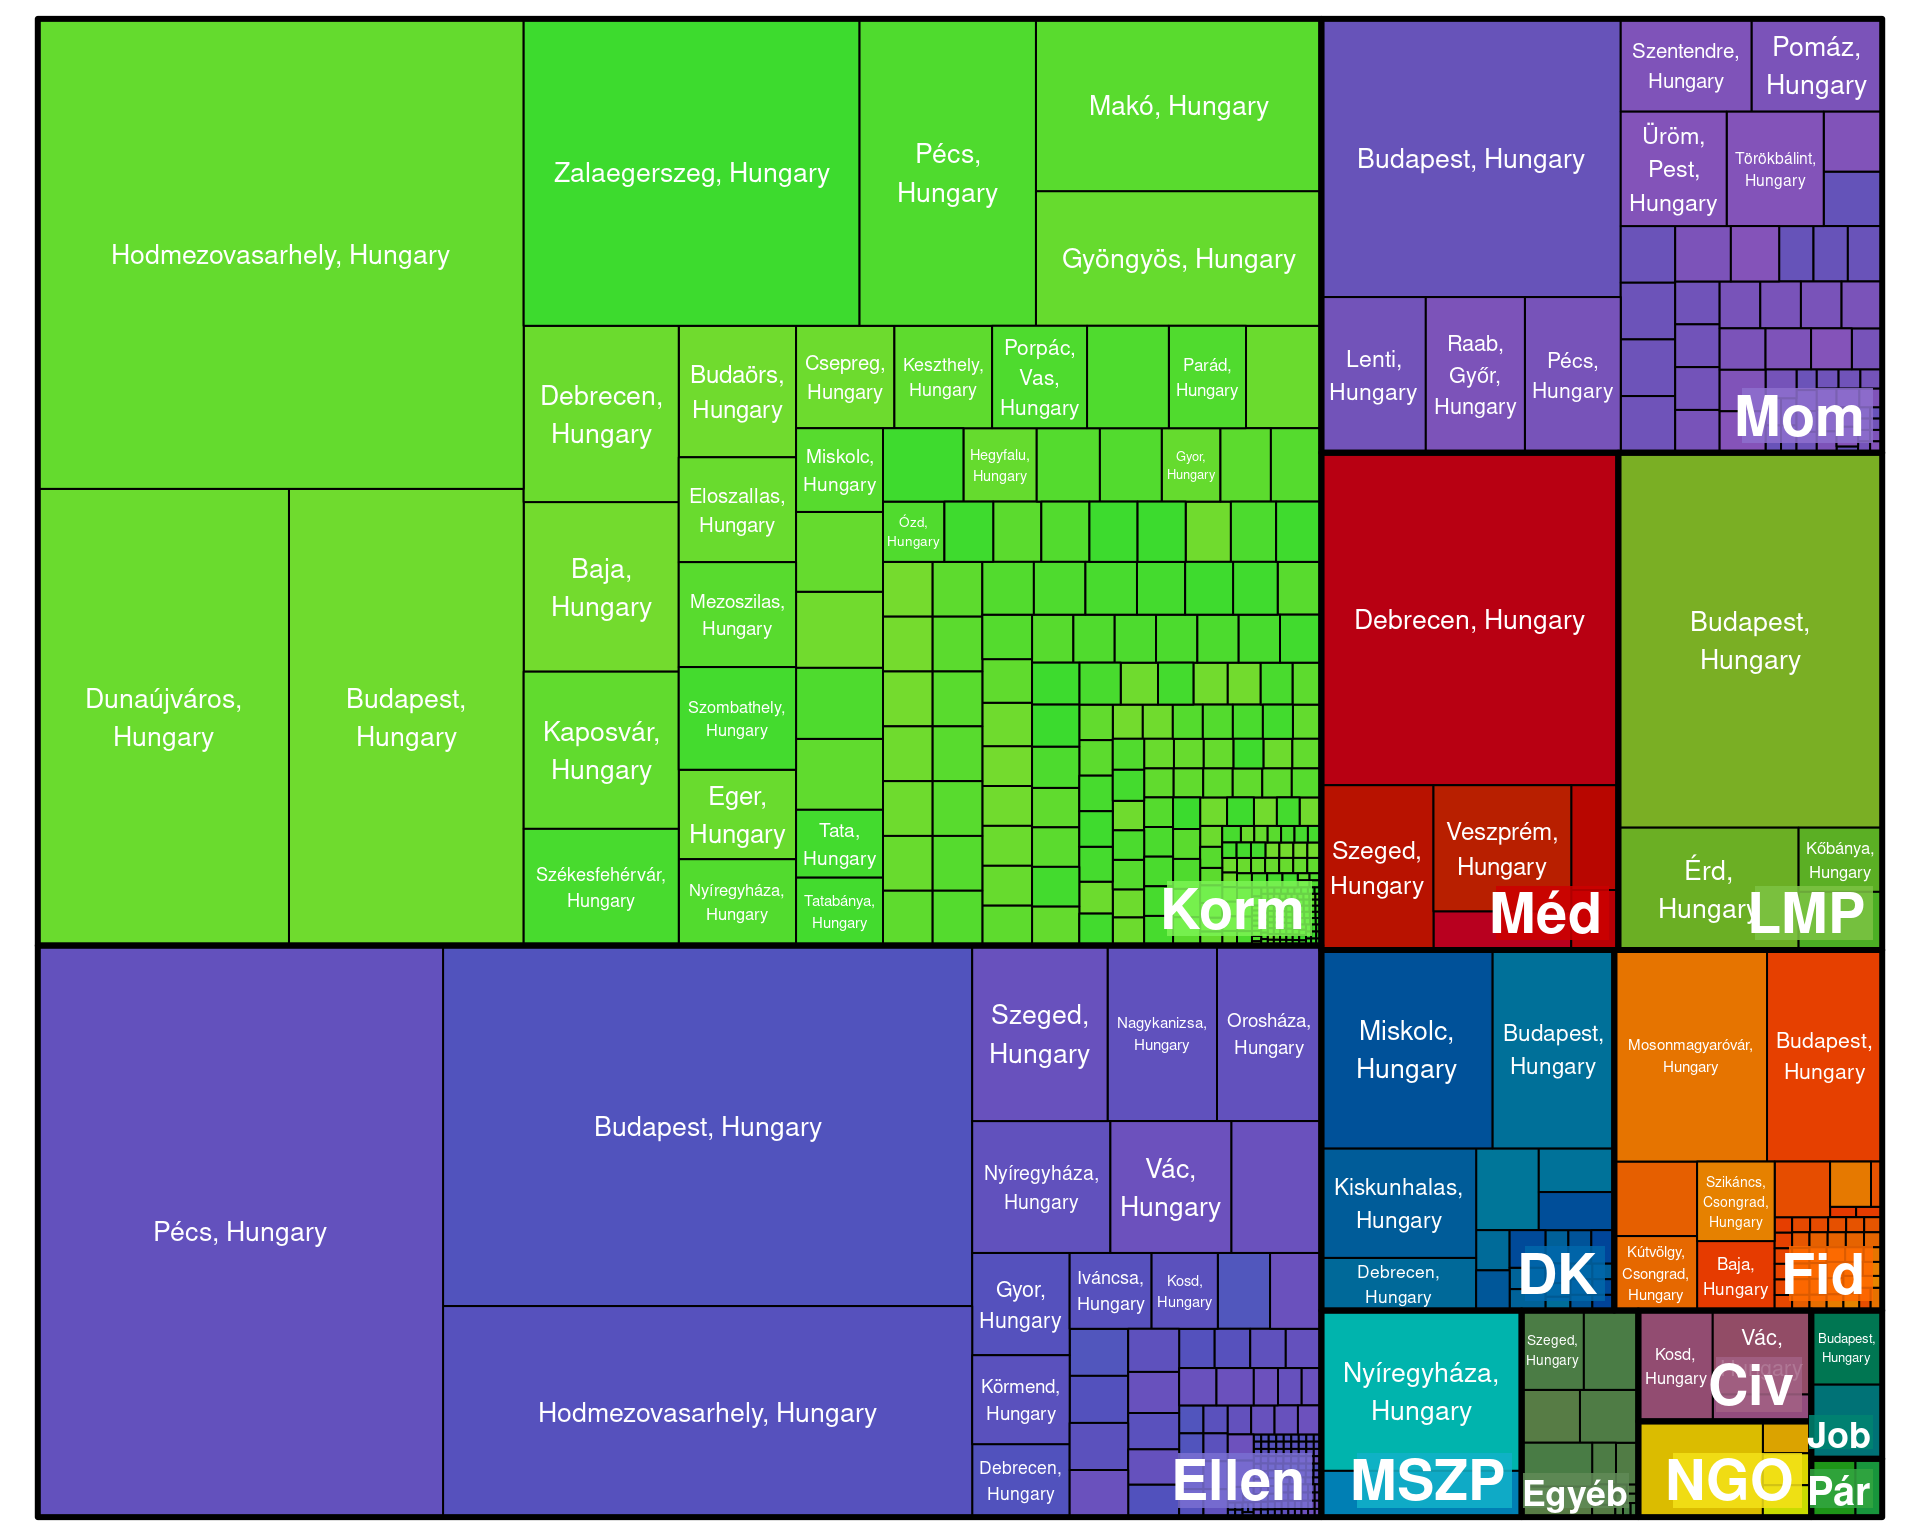 Hodmezovasarhely, Hungary
Dunaújváros,
Hungary
Budapest,
Hungary
Zalaegerszeg, Hungary
Pécs,
Hungary
Makó, Hungary
Gyöngyös, Hungary
Debrecen,
Hungary
Baja,
Hungary
Kaposvár,
Hungary
Székesfehérvár,
Hungary
Budaörs,
Hungary
Eloszallas,
Hungary
Mezoszilas,
Hungary
Szombathely,
Hungary
Eger,
Hungary
Nyíregyháza,
Hungary
Csepreg,
Hungary
Keszthely,
Hungary
Porpác,
Vas,
Hungary
Parád,
Hungary
Miskolc,
Hungary
Hegyfalu,
Hungary
Gyor,
Hungary
Ózd,
Hungary
Tata,
Hungary
Tatabánya,
Hungary
Korm
Pécs, Hungary
Budapest, Hungary
Hodmezovasarhely, Hungary
Szeged,
Hungary
Nagykanizsa,
Hungary
Orosháza,
Hungary
Nyíregyháza,
Hungary
Vác,
Hungary
Gyor,
Hungary
Iváncsa,
Hungary
Kosd,
Hungary
Körmend,
Hungary
Debrecen,
Hungary
Ellen
Budapest, Hungary
Szentendre,
Hungary
Pomáz,
Hungary
Üröm,
Pest,
Hungary
Törökbálint,
Hungary
Lenti,
Hungary
Raab,
Győr,
Hungary
Pécs,
Hungary
Mom
Debrecen, Hungary
Szeged,
Hungary
Veszprém,
Hungary
Méd
Budapest,
Hungary
Érd,
Hungary
Kőbánya,
Hungary
LMP
Miskolc,
Hungary
Budapest,
Hungary
Kiskunhalas,
Hungary
Debrecen,
Hungary
DK
Mosonmagyaróvár,
Hungary
Budapest,
Hungary
Szikáncs,
Csongrad,
Hungary
Kútvölgy,
Csongrad,
Hungary
Baja,
Hungary
Fid
Nyíregyháza,
Hungary
MSZP
Szeged,
Hungary
Egyéb
Kosd,
Hungary
Vác,
Hungary
Civ
NGO
Budapest,
Hungary
Job
Pár